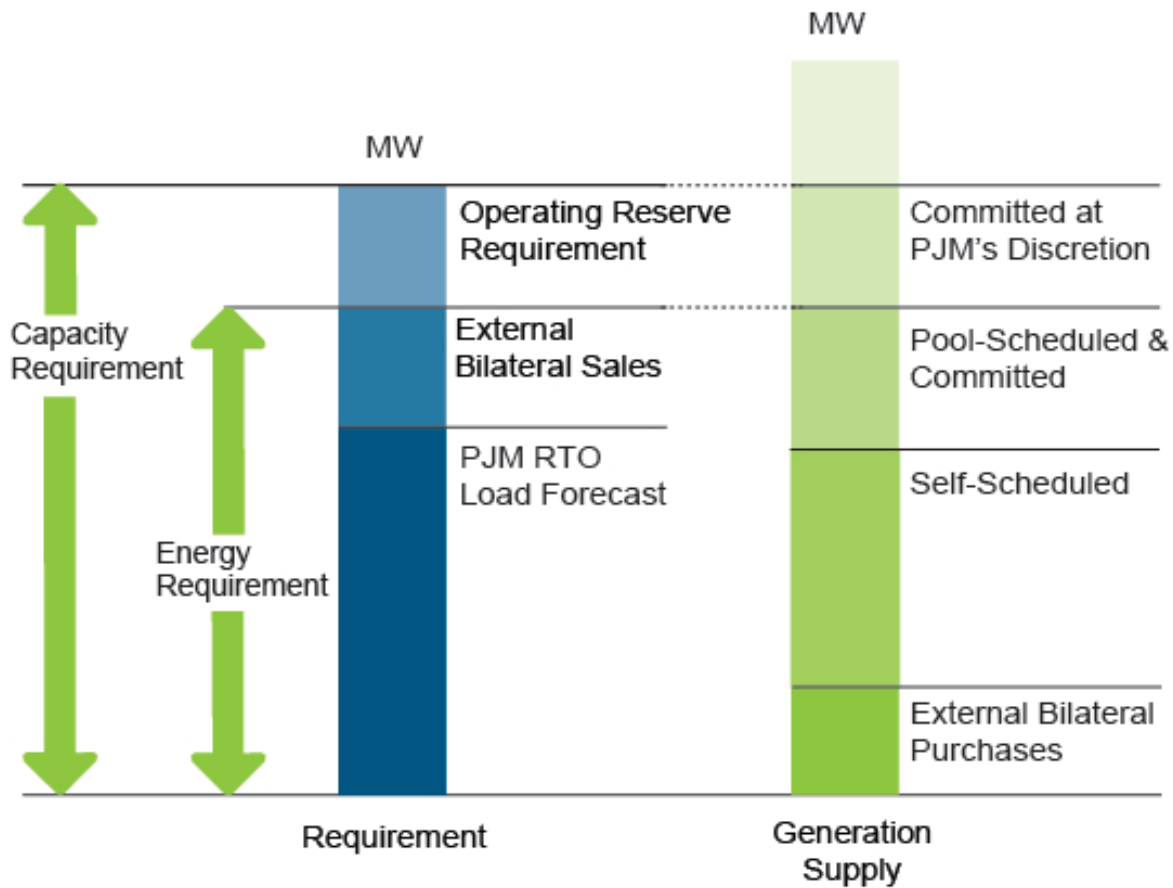 MW
MW
Operating Reserve
Requirement
Committed at
PJM's Discretion
Capacity
Requirement
External
Bilateral Sales
Pool-Scheduled &
Committed
PJM RTO
Load Forecast
Self-Scheduled
Energy
Requirement
External Bilateral
Purchases
Requirement
Generation
Supply